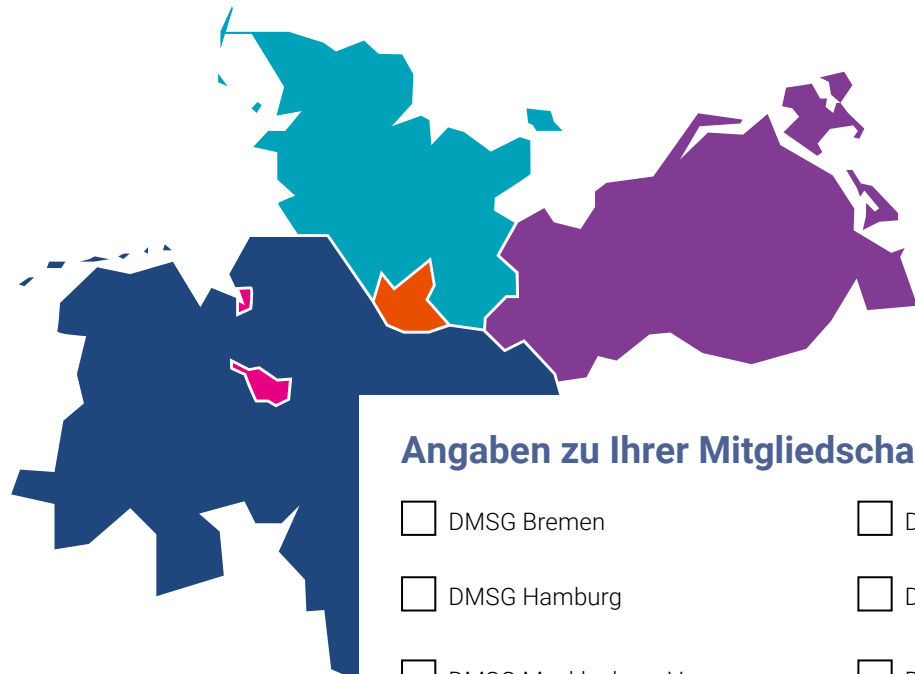 Angaben zu Ihrer Mitgliedscha
DMSG Bremen
D
DMSG Hamburg
D